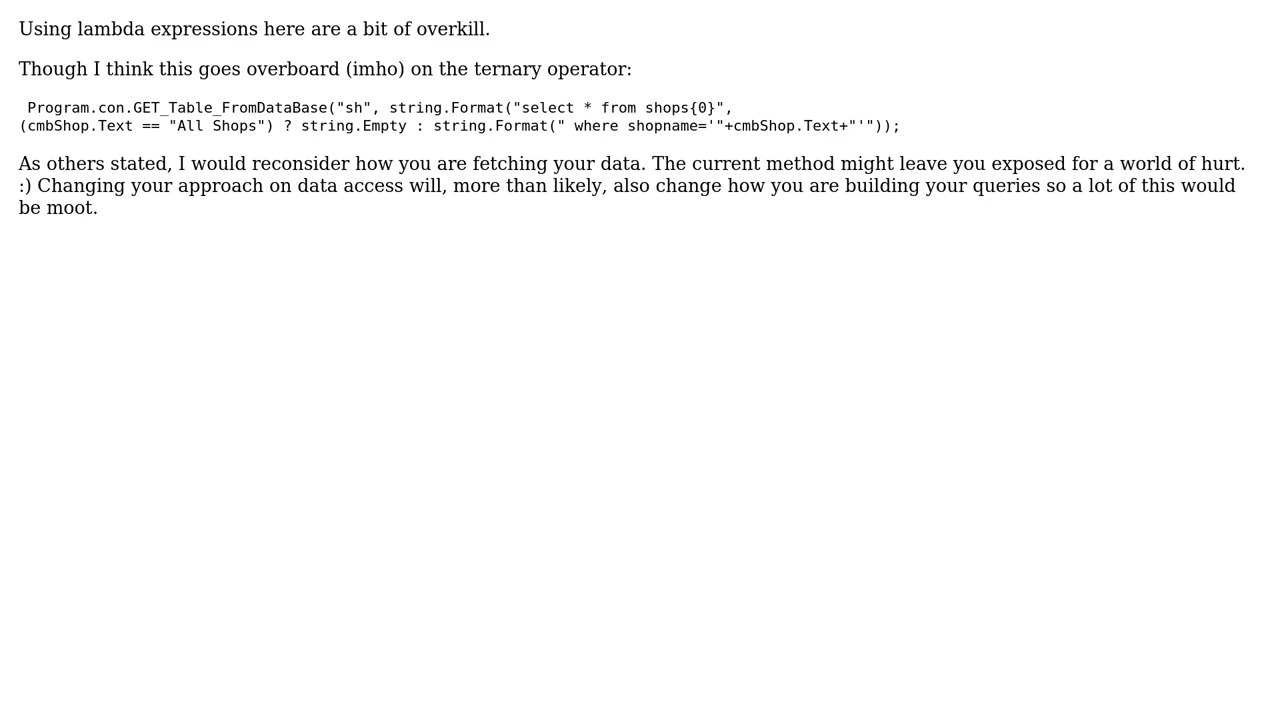 Using lambda expressions here are a bit of overkill.
Though I think this goes overboard (imho) on the ternary operator:
Program.con.GET_Table_FromDataBase("sh", string.Format("select * from shops{0}",
(cmbShop.Text == "All Shops") ? string.Empty : string.Format(" where shopname='"+cmbShop.Text+"'"));
As others stated, I would reconsider how you are fetching your data. The current method might leave you exposed for a world of hurt.
:) Changing your approach on data access will, more than likely, also change how you are building your queries so a lot of this would
be moot.